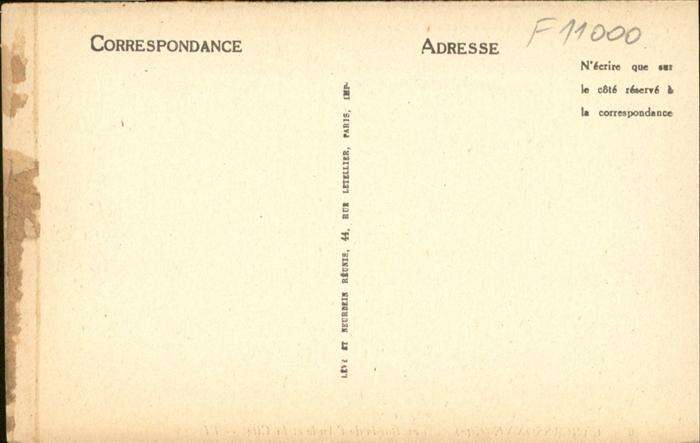 CORRESPONDANCE
ADRESSE
F 11000
N'écrire que sur
le côté réservé à
la correspondance
LÉVY ET NEURDEIN RÉUNIS, 44, RUE LETELLIER, PARIS, IMP.